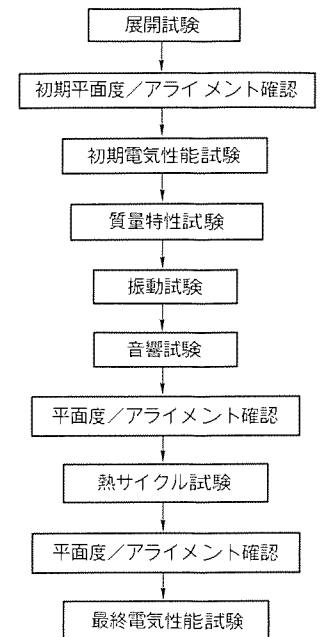 展開試験
初期平面度／アライメント確認
初期電気性能試験
質量特性試験
振動試験
音響試験
平面度／アライメント確認
熱サイクル試験
平面度／アライメント確認
最終電気性能試験